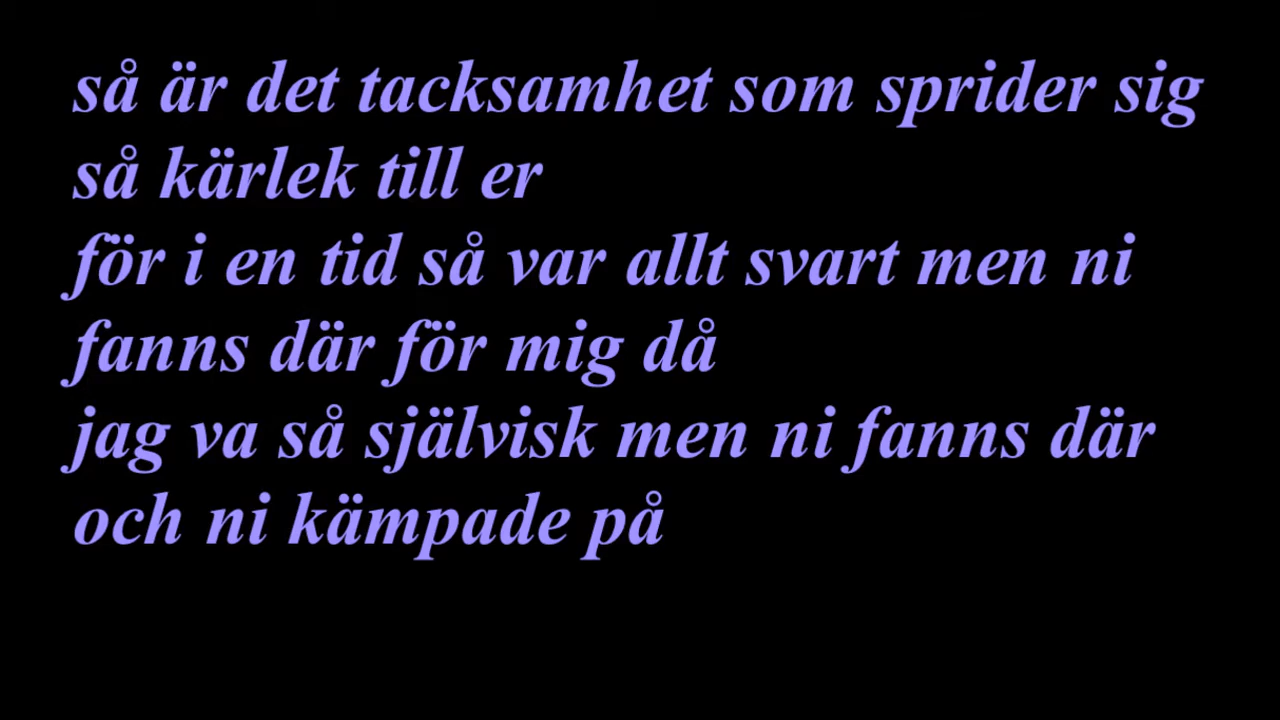 så är det tacksamhet som sprider sig
så kärlek till er
för i en tid så var allt svart men ni
fanns där för mig då
jag va så självisk men ni fanns där
och ni kämpade på